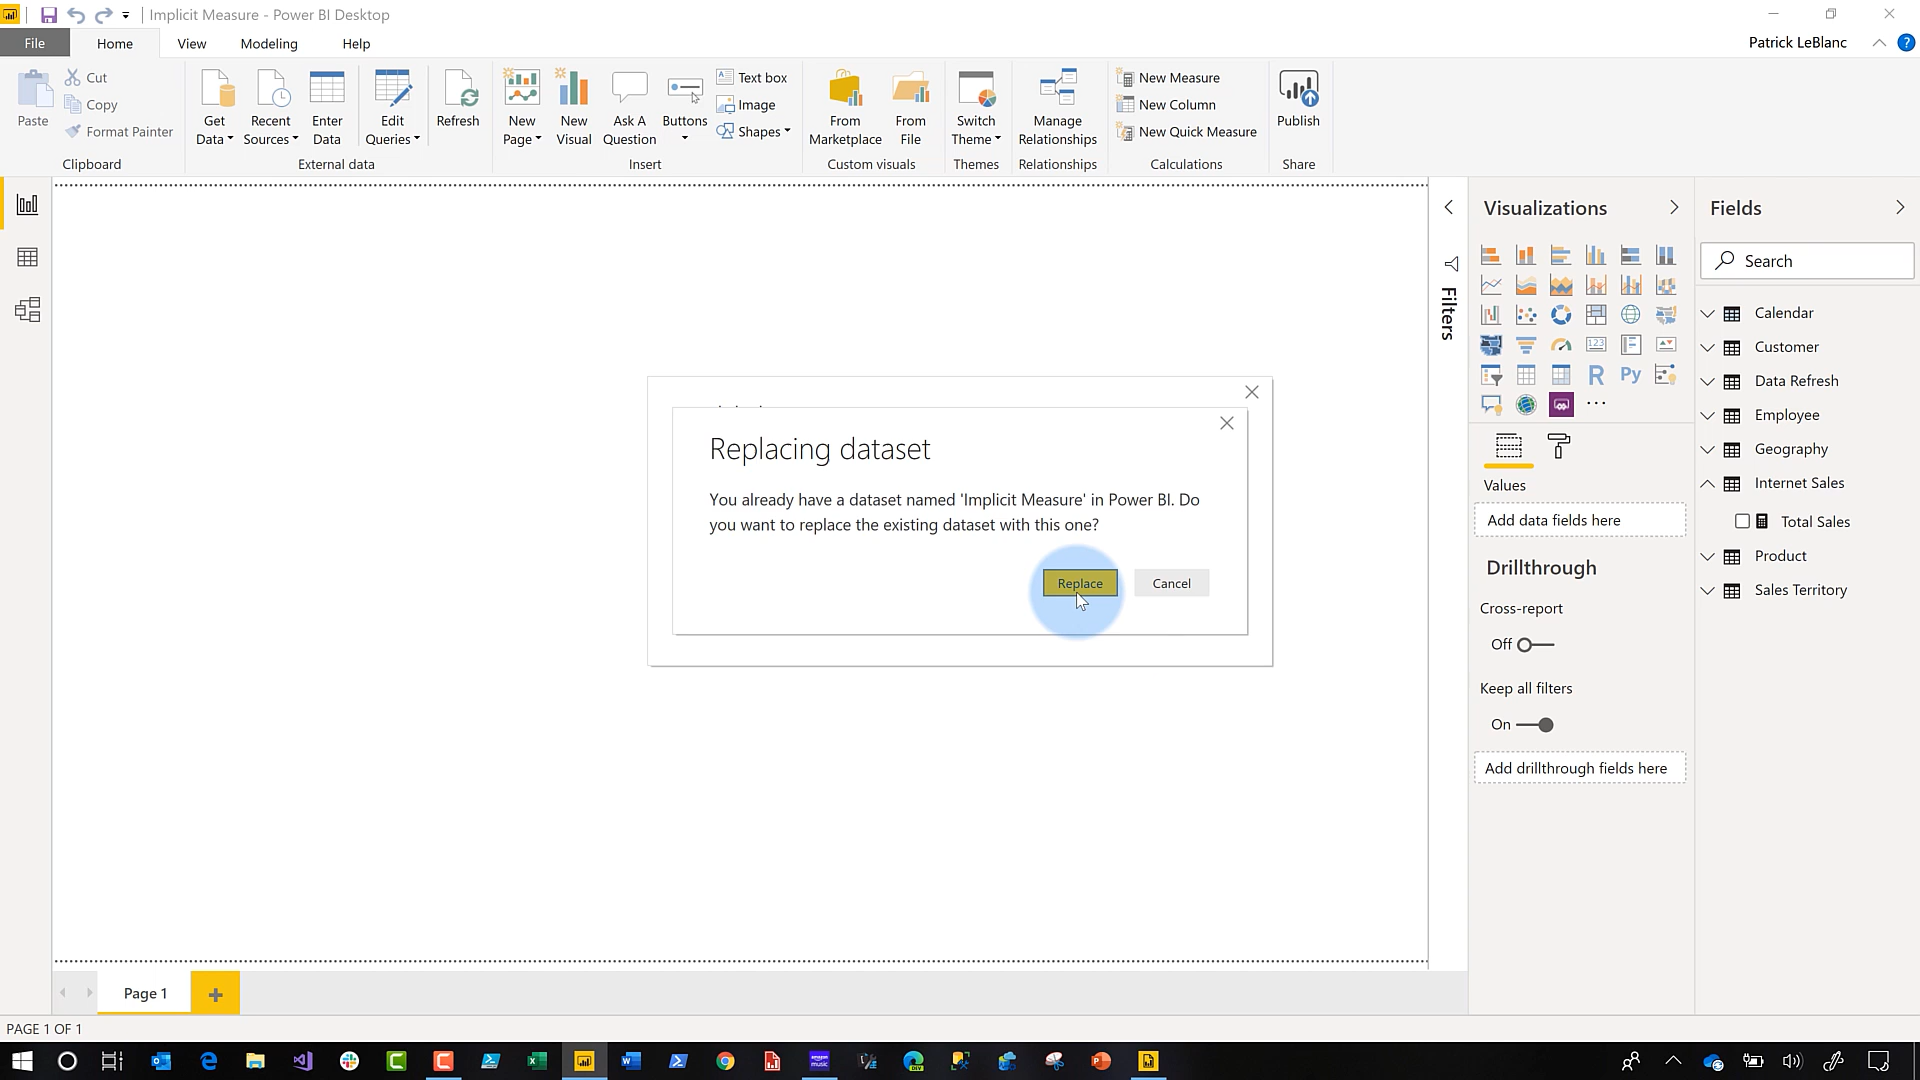 Implicit Measure - Power BI Desktop
File
Home
View
Modeling
Help
Patrick LeBlanc
?
Paste
Cut
Copy
Format Painter
Clipboard
Get
Data
Recent
Sources
Enter
Data
Edit
Queries
Refresh
External data
New
Page
New
Visual
Ask A
Question
Buttons
Text box
Image
Shapes
Insert
From
Marketplace
From
File
Custom visuals
Switch
Theme
Themes
Manage
Relationships
Relationships
New Measure
New Column
New Quick Measure
Calculations
Publish
Share
Replacing dataset
You already have a dataset named 'Implicit Measure' in Power BI. Do
you want to replace the existing dataset with this one?
Replace
Cancel
Filters
Visualizations
123
R
Py
Values
Add data fields here
Drillthrough
Cross-report
Off
Keep all filters
On
Add drillthrough fields here
Fields
Search
Calendar
Customer
Data Refresh
Employee
Geography
Internet Sales
Total Sales
Product
Sales Territory
Page 1
PAGE 1 OF 1